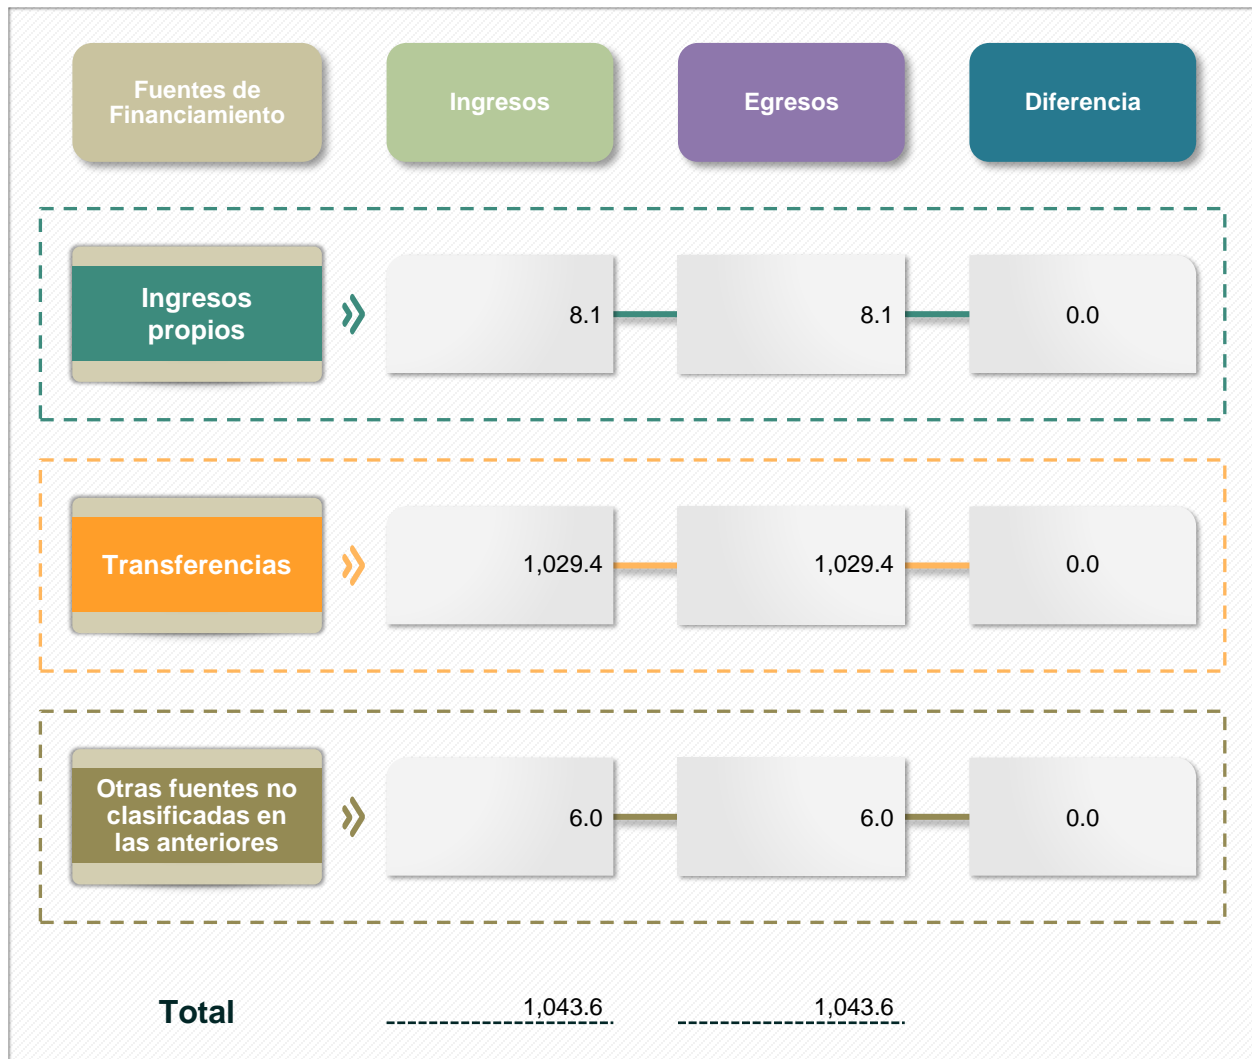 Fuentes de
Financiamiento
Ingresos
Egresos
Diferencia
Ingresos
propios
8.1
8.1
0.0
Transferencias
1,029.4
1,029.4
0.0
Otras fuentes no
clasificadas en
las anteriores
6.0
6.0
0.0
Total
1,043.6
1,043.6